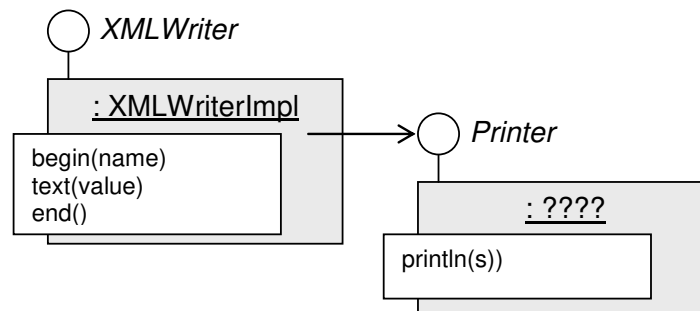 XMLWriter
: XMLWriterImpl
begin(name)
text(value)
end()
Printer
: ????
println(s))